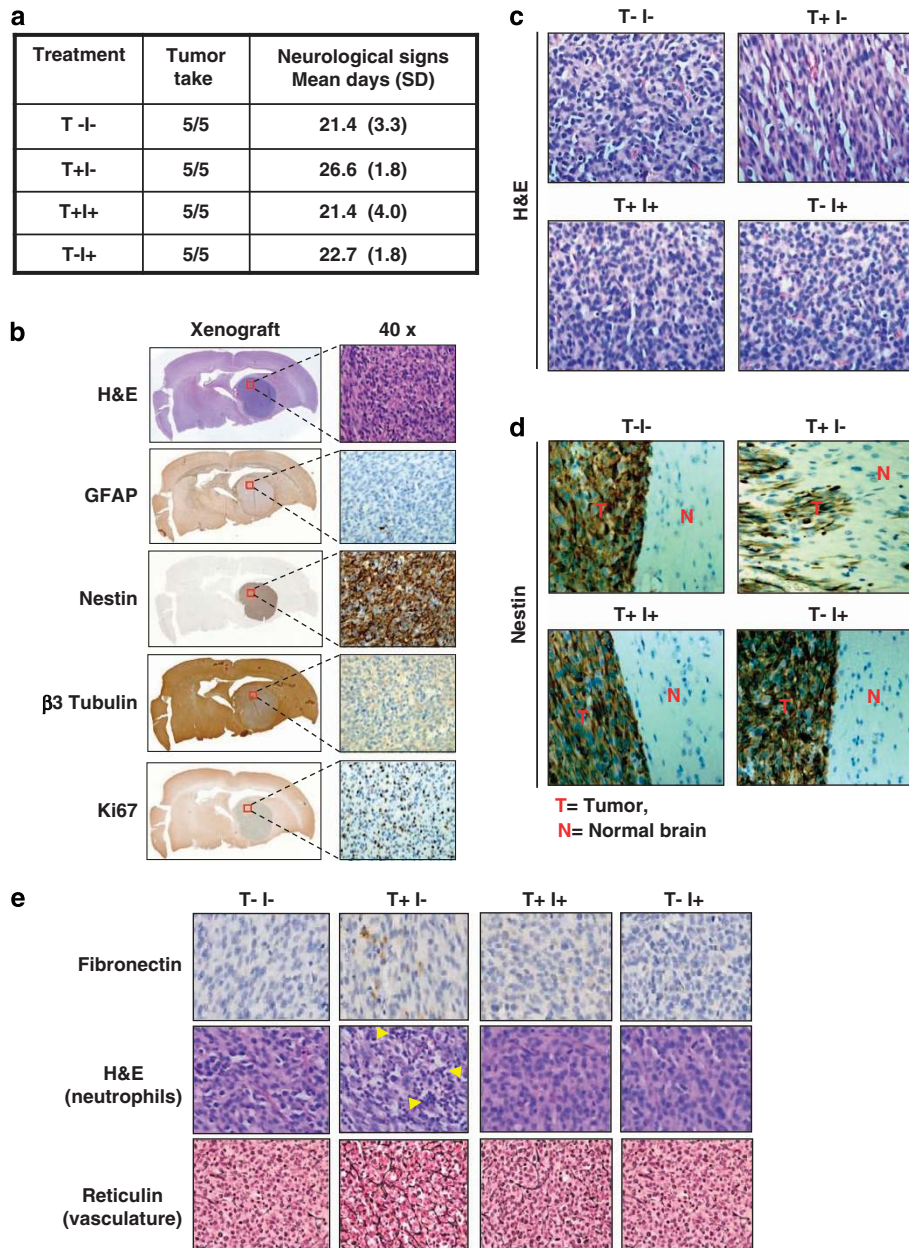 a
Treatment Tumor take Neurological signs Mean days (SD)
T -I- 5/5 21.4 (3.3)
T+I- 5/5 26.6 (1.8)
T+I+ 5/5 21.4 (4.0)
T-I+ 5/5 22.7 (1.8)
b
Xenograft 40 x
H&E
GFAP
Nestin
β3 Tubulin
Ki67
c
T- I- T+ I-
H&E
T+ I+ T- I+
d
T-I- T+ I-
T N T N
Nestin
T+ I+ T- I+
T N T N
T= Tumor,
N= Normal brain
e
T- I- T+ I- T+ I+ T- I+
Fibronectin
H&E
(neutrophils)
Reticulin
(vasculature)